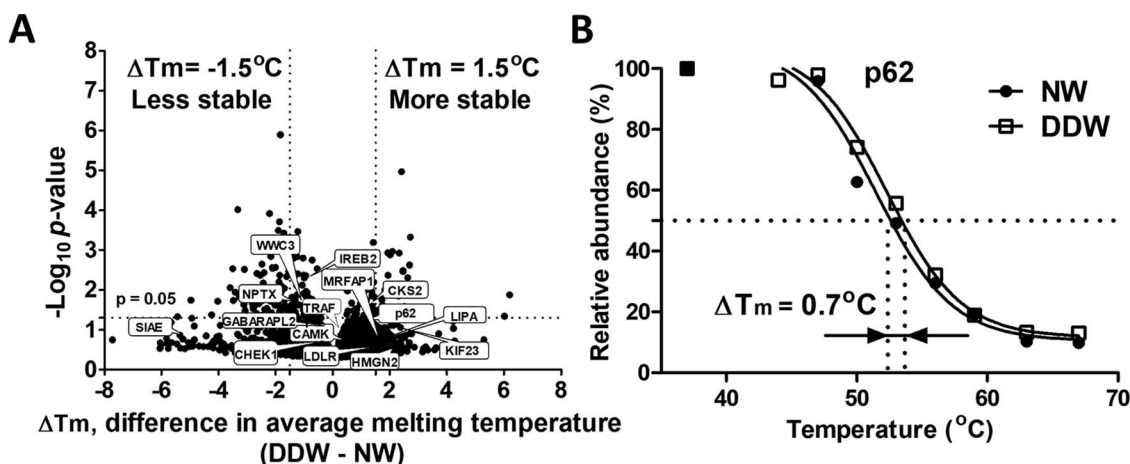 A
8
7
6
5
4
3
2
1
0
-Log10 p-value
ΔTm= -1.5°C
Less stable
ΔTm = 1.5°C
More stable
WWC3
IREB2
MRFAP1
NPTX
CKS2
p = 0.05
TRAF
p62
SIAE
GABARAPL2
LIPA
CAMK
CHEK1
LDLR
HMGN2
KIF23
-8 -6 -4 -2 0 2 4 6 8
ΔTm, difference in average melting temperature
(DDW - NW)
B
100
80
60
40
20
0
Relative abundance (%)
p62
NW
DDW
ΔTm = 0.7°C
40 50 60 70
Temperature (°C)